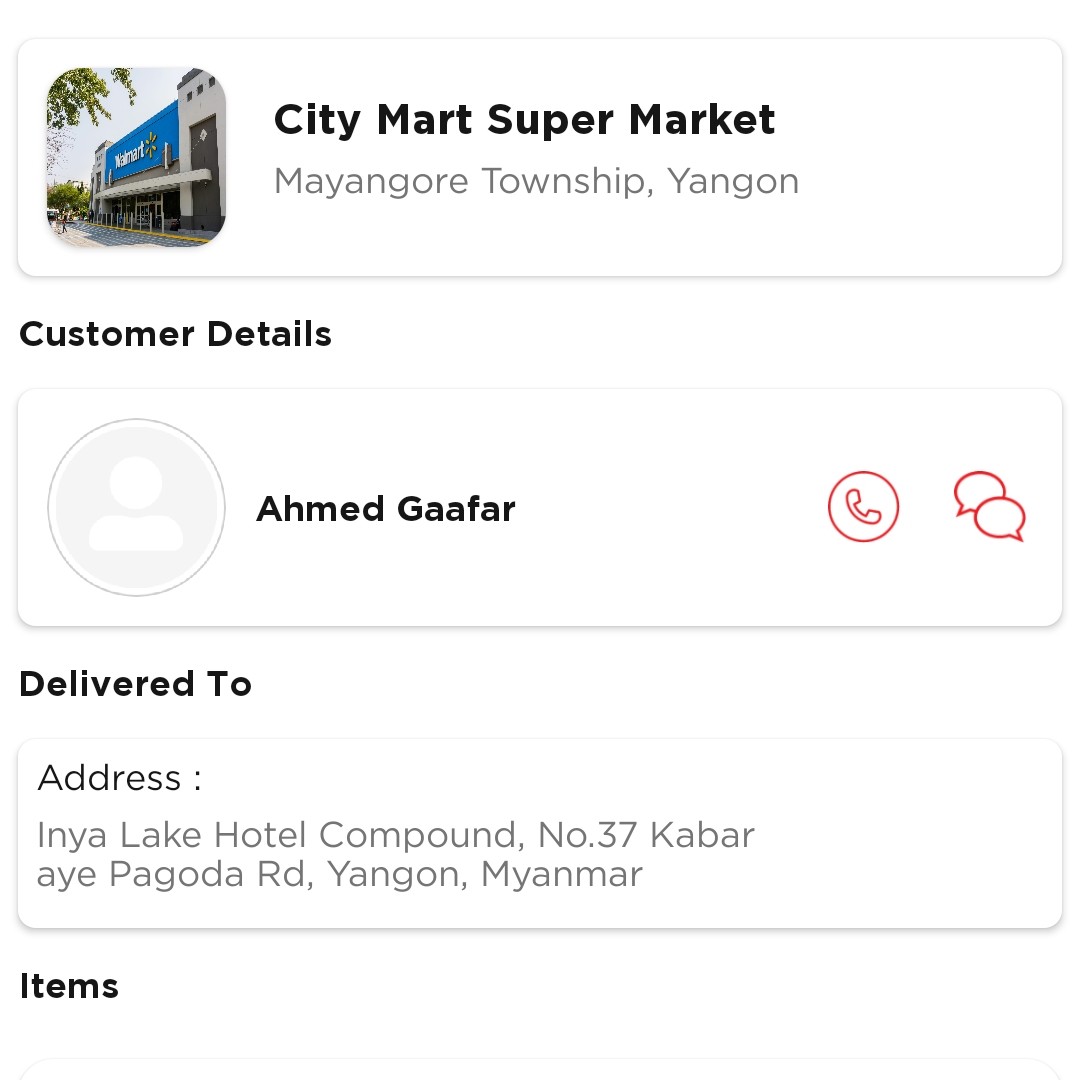 Walmart
City Mart Super Market
Mayangore Township, Yangon
Customer Details
Ahmed Gaafar
Delivered To
Address :
Inya Lake Hotel Compound, No.37 Kabar
aye Pagoda Rd, Yangon, Myanmar
Items